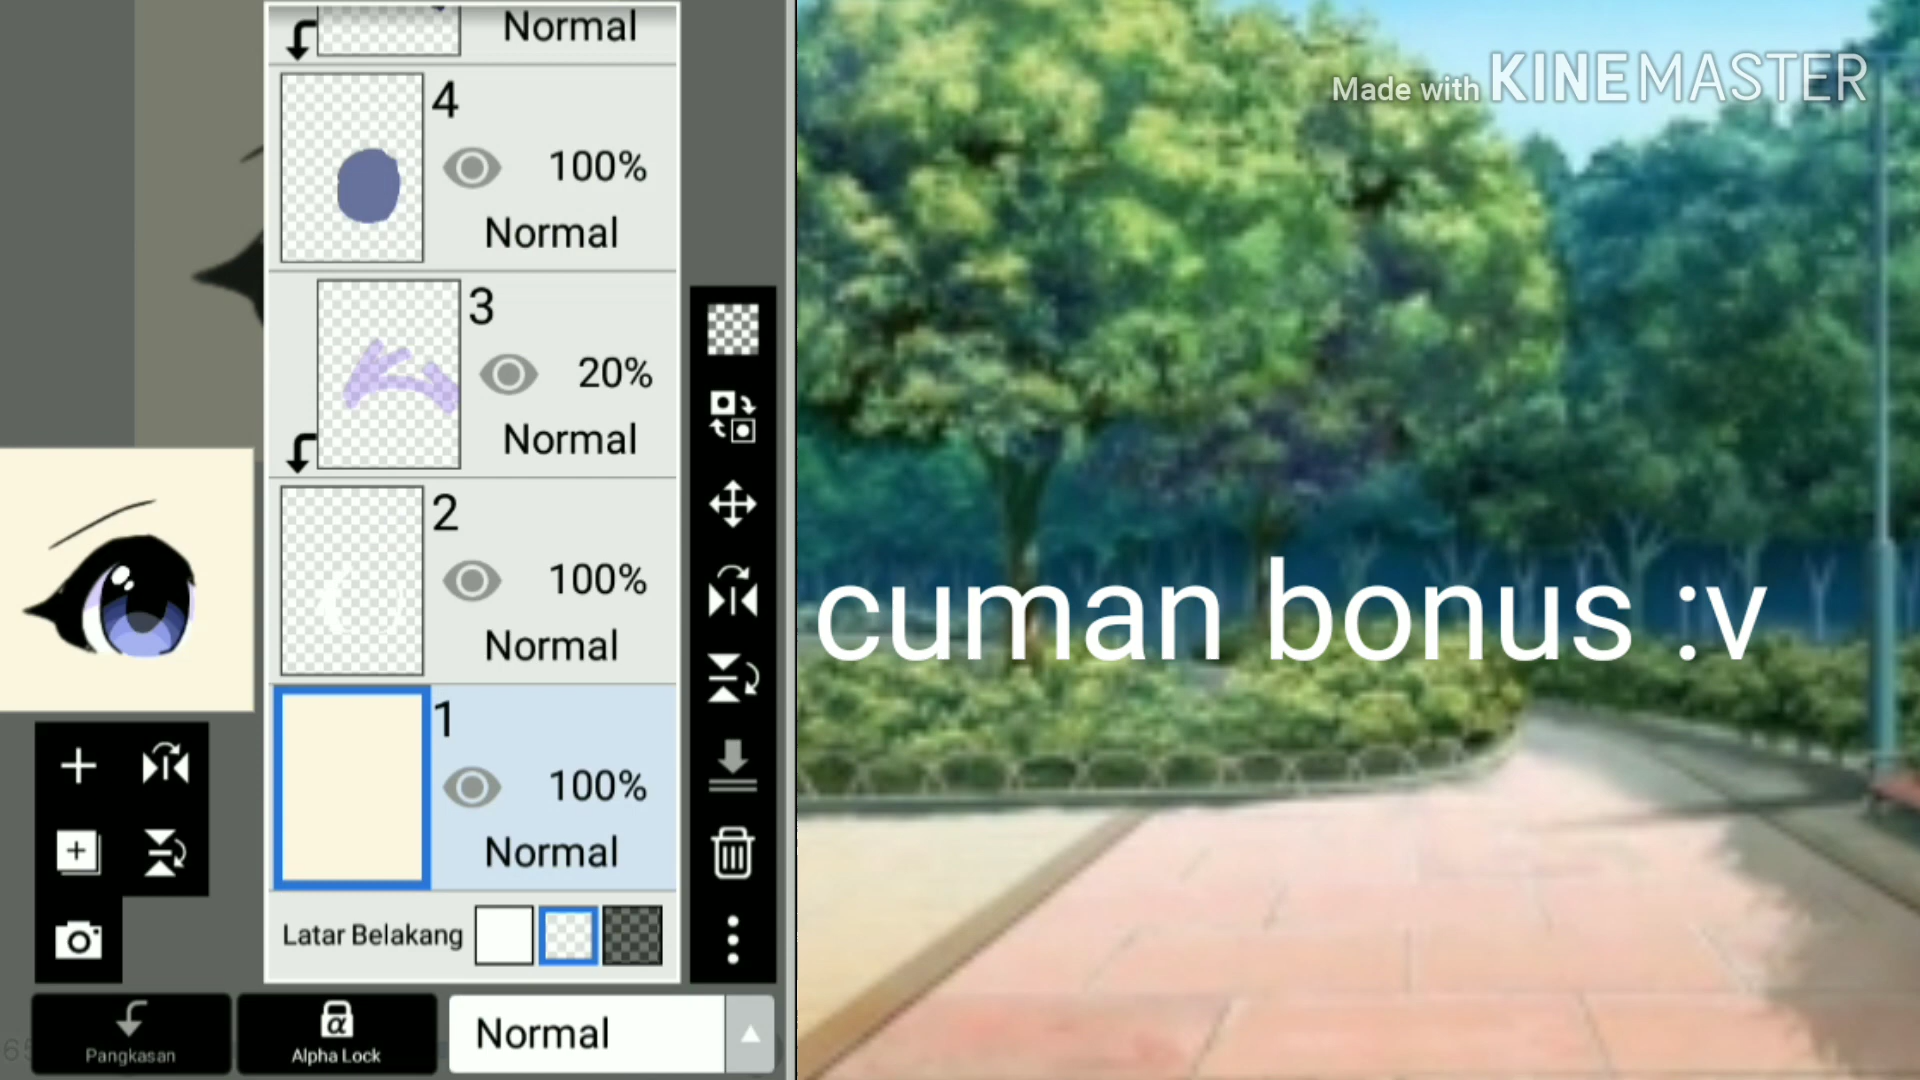 Normal
4
100%
Normal
3
20%
Normal
2
100%
Normal
1
100%
Normal
Latar Belakang
Pangkasan
Alpha Lock
Normal
Made with KINEMASTER
cuman bonus :v